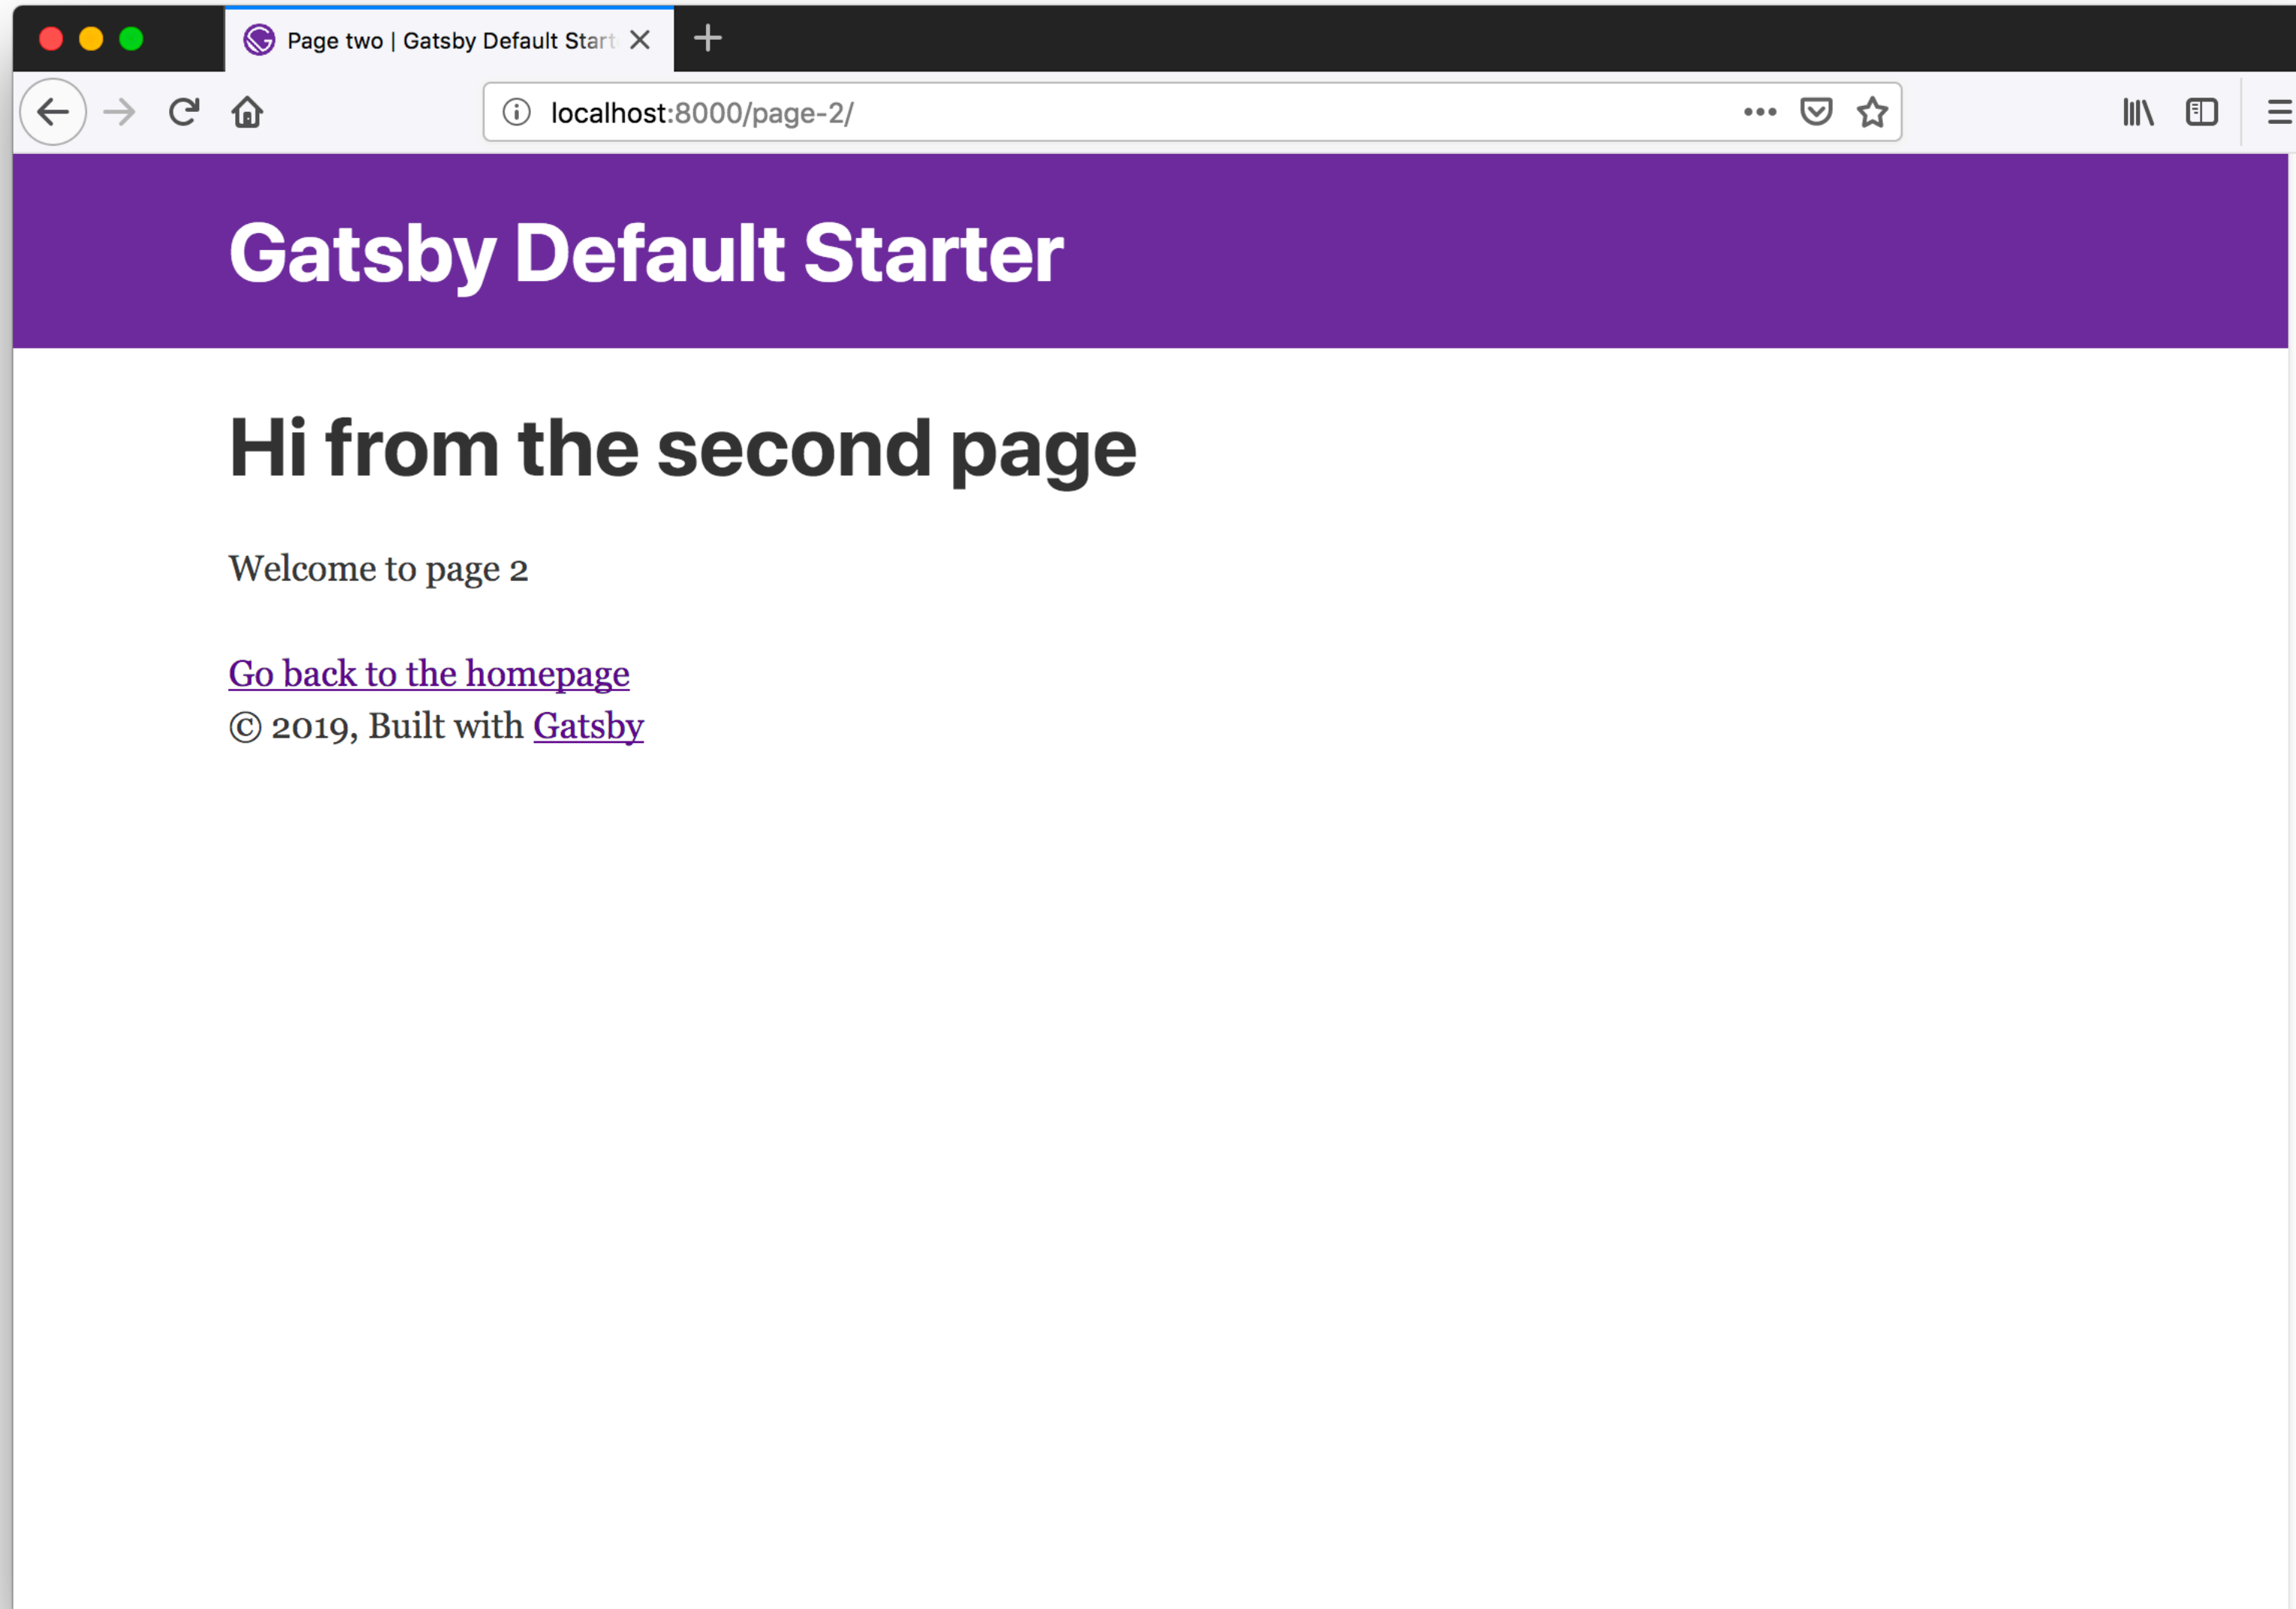 Page two | Gatsby Default Start
localhost:8000/page-2/
Gatsby Default Starter
Hi from the second page
Welcome to page 2
Go back to the homepage
© 2019, Built with Gatsby